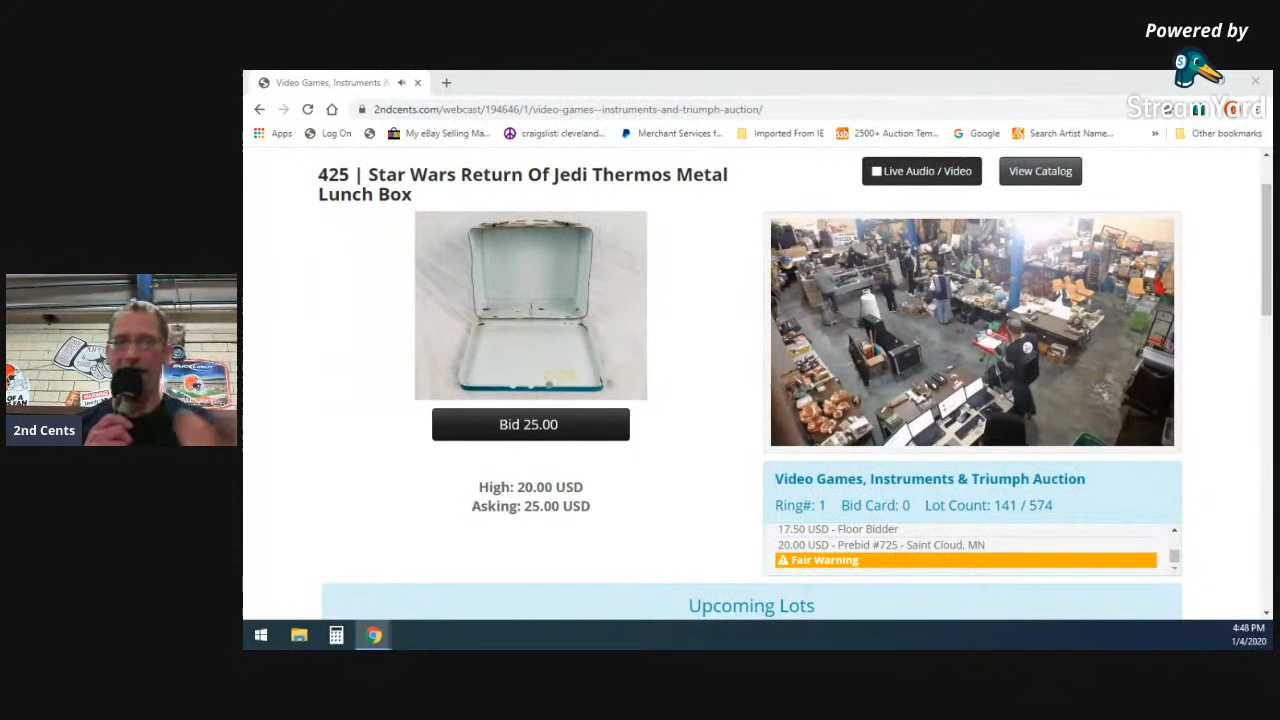 Powered by
StreamYard
Video Games, Instruments &
2ndcents.com/webcast/194646/1/video-games--instruments-and-triumph-auction/
Apps
Log On
My eBay Selling Ma...
craigslist: cleveland...
Merchant Services f...
Imported From IE
2500+ Auction Tem...
Google
Search Artist Name...
Other bookmarks
425 | Star Wars Return Of Jedi Thermos Metal
Lunch Box
Live Audio / Video
View Catalog
Bid 25.00
High: 20.00 USD
Asking: 25.00 USD
Video Games, Instruments & Triumph Auction
Ring#: 1 Bid Card: 0 Lot Count: 141 / 574
17.50 USD - Floor Bidder
20.00 USD - Prebid #725 - Saint Cloud, MN
Fair Warning
Upcoming Lots
2nd Cents
4:48 PM
1/4/2020